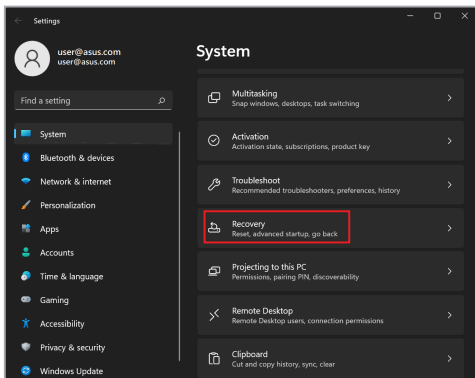 Settings
user@asus.com
user@asus.com
Find a setting
System
Bluetooth & devices
Network & internet
Personalization
Apps
Accounts
Time & language
Gaming
Accessibility
Privacy & security
Windows Update
System
Multitasking
Snap windows, desktops, task switching
Activation
Activation state, subscriptions, product key
Troubleshoot
Recommended troubleshooters, preferences, history
Recovery
Reset, advanced startup, go back
Projecting to this PC
Permissions, pairing PIN, discoverability
Remote Desktop
Remote Desktop users, connection permissions
Clipboard
Cut and copy history, sync, clear